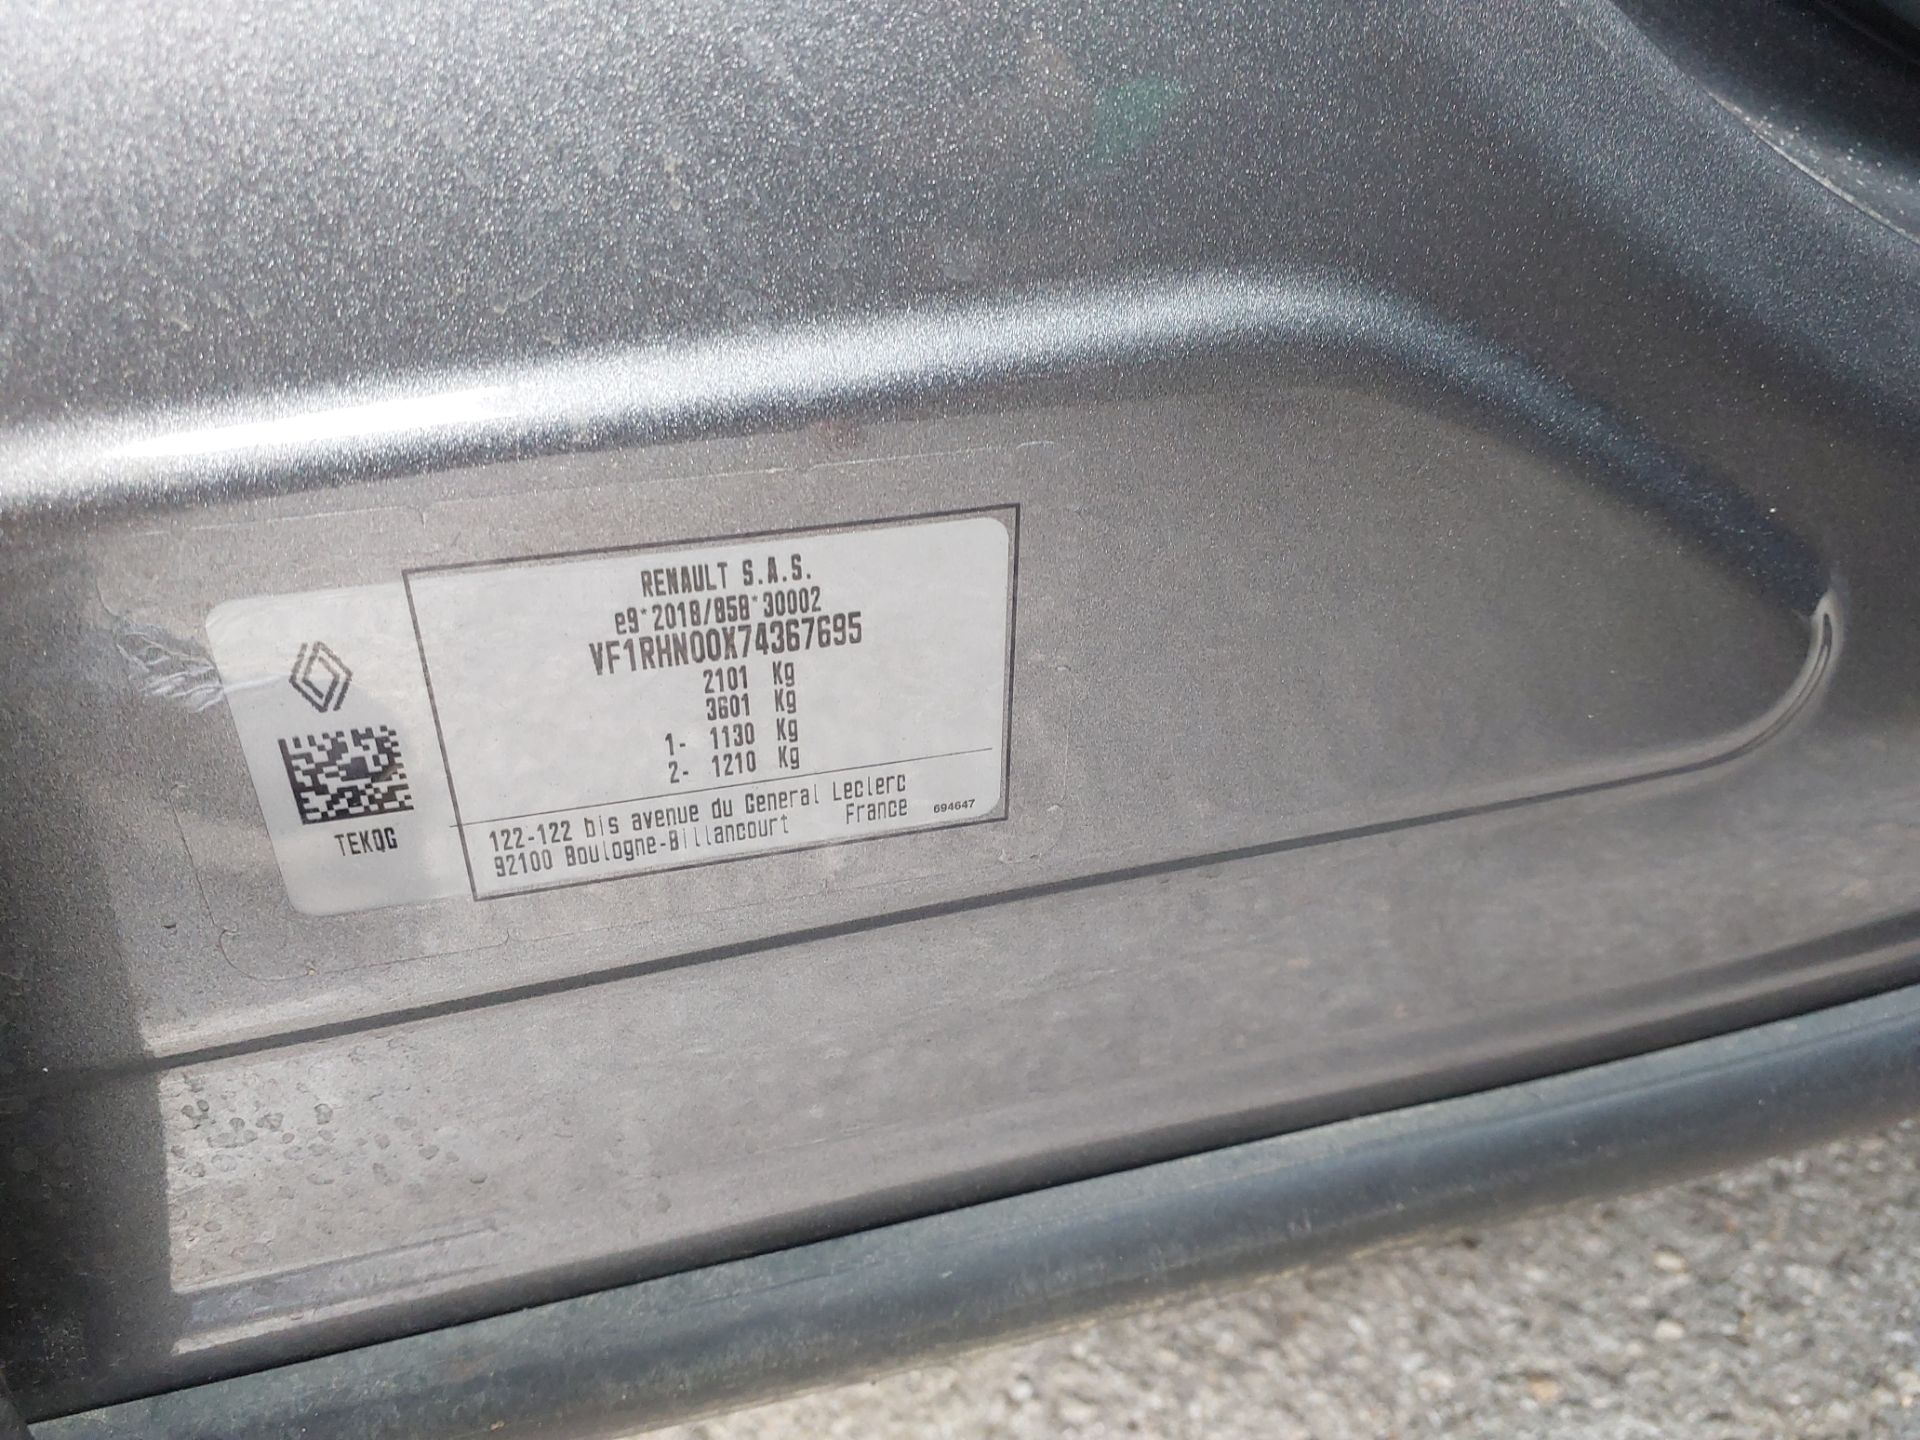 RENAULT S.A.S.
e9*2018/858*30002
VF1RHN00X74367695
2101 Kg
3601 Kg
1- 1130 Kg
2- 1210 Kg
122-122 bis avenue du General Leclerc
92100 Boulogne-Billancourt France
694647
TEKQG